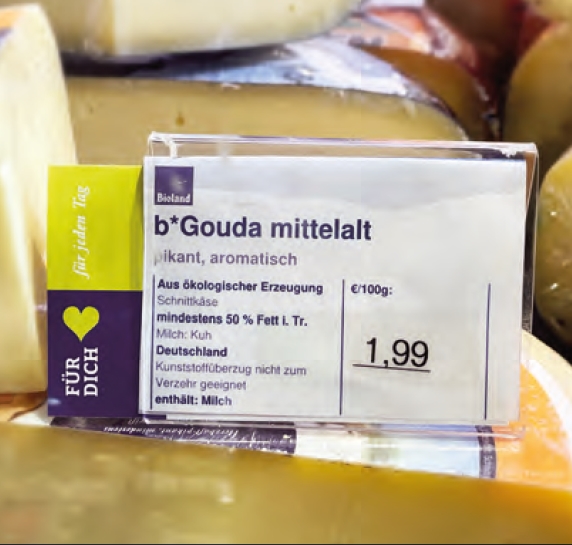 für jeden Tag
FÜR
DICH
Bioland
b*Gouda mittelalt
pikant, aromatisch
Aus ökologischer Erzeugung
Schnittkäse
mindestens 50 % Fett i. Tr.
Milch: Kuh
Deutschland
Kunststoffüberzug nicht zum
Verzehr geeignet
enthält: Milch
€/100g:
1,99